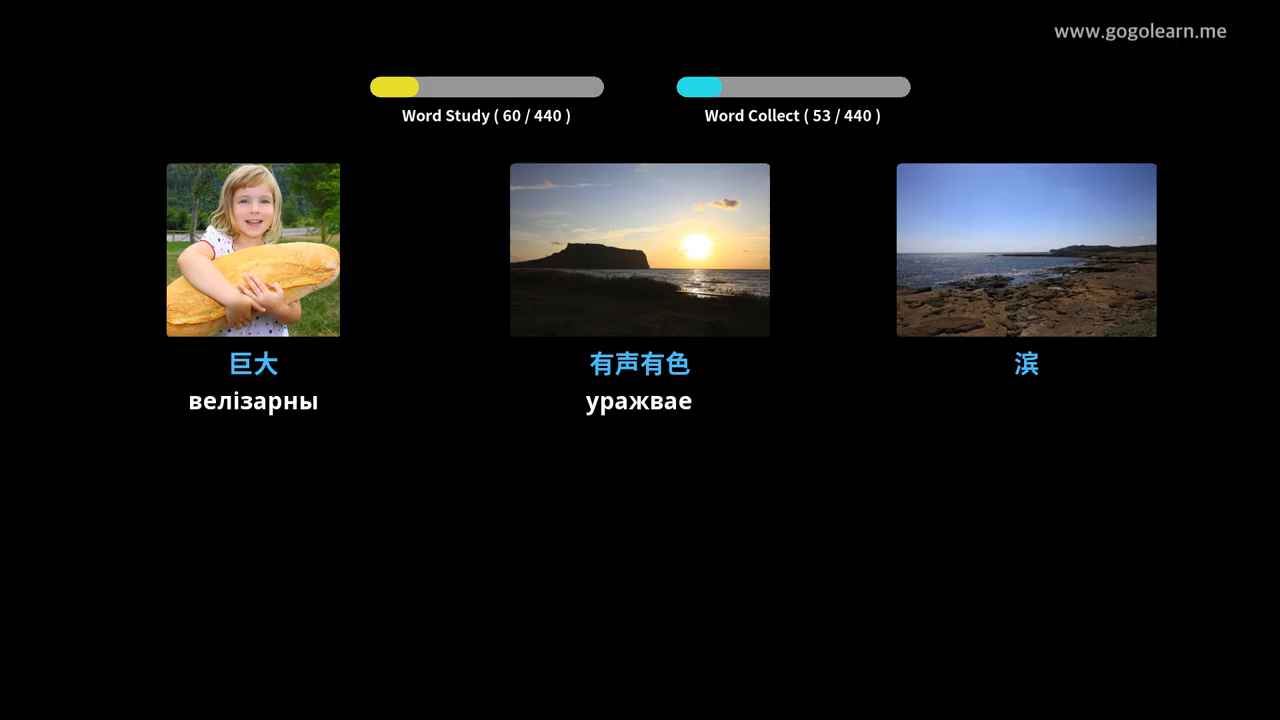 www.gogolearn.me
Word Study ( 60 / 440 )
Word Collect ( 53 / 440 )
巨大
有声有色
滨
велізарны
уражвае